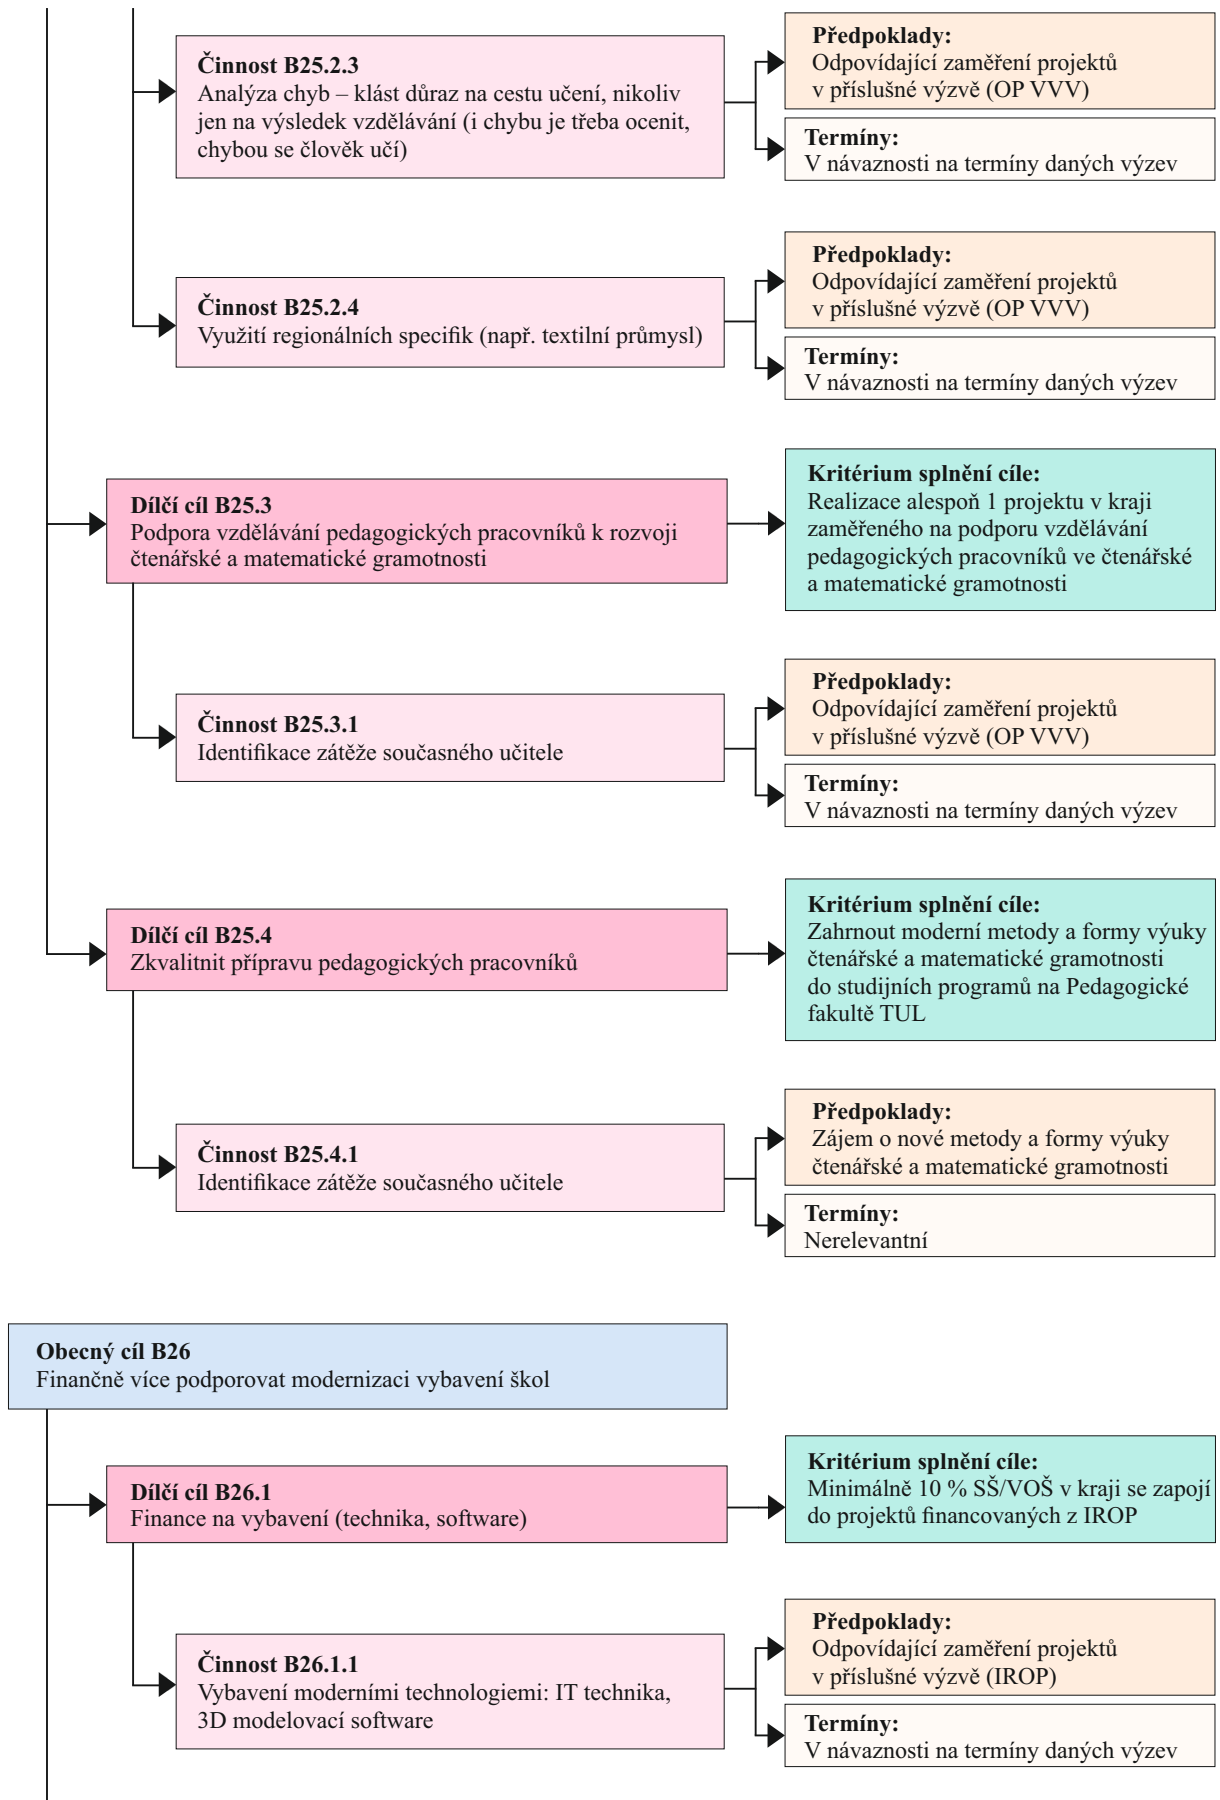 Činnost B25.2.3
Analýza chyb – klást důraz na cestu učení, nikoliv
jen na výsledek vzdělávání (i chybu je třeba ocenit,
chybou se člověk učí)
Předpoklady:
Odpovídající zaměření projektů
v příslušné výzvě (OP VVV)
Termíny:
V návaznosti na termíny daných výzev
Činnost B25.2.4
Využití regionálních specifik (např. textilní průmysl)
Předpoklady:
Odpovídající zaměření projektů
v příslušné výzvě (OP VVV)
Termíny:
V návaznosti na termíny daných výzev
Dílčí cíl B25.3
Podpora vzdělávání pedagogických pracovníků k rozvoji
čtenářské a matematické gramotnosti
Kritérium splnění cíle:
Realizace alespoň 1 projektu v kraji
zaměřeného na podporu vzdělávání
pedagogických pracovníků ve čtenářské
a matematické gramotnosti
Činnost B25.3.1
Identifikace zátěže současného učitele
Předpoklady:
Odpovídající zaměření projektů
v příslušné výzvě (OP VVV)
Termíny:
V návaznosti na termíny daných výzev
Dílčí cíl B25.4
Zkvalitnit přípravu pedagogických pracovníků
Kritérium splnění cíle:
Zahrnout moderní metody a formy výuky
čtenářské a matematické gramotnosti
do studijních programů na Pedagogické
fakultě TUL
Činnost B25.4.1
Identifikace zátěže současného učitele
Předpoklady:
Zájem o nové metody a formy výuky
čtenářské a matematické gramotnosti
Termíny:
Nerelevantní
Obecný cíl B26
Finančně více podporovat modernizaci vybavení škol
Dílčí cíl B26.1
Finance na vybavení (technika, software)
Kritérium splnění cíle:
Minimálně 10 % SŠ/VOŠ v kraji se zapojí
do projektů financovaných z IROP
Činnost B26.1.1
Vybavení moderními technologiemi: IT technika,
3D modelovací software
Předpoklady:
Odpovídající zaměření projektů
v příslušné výzvě (IROP)
Termíny:
V návaznosti na termíny daných výzev